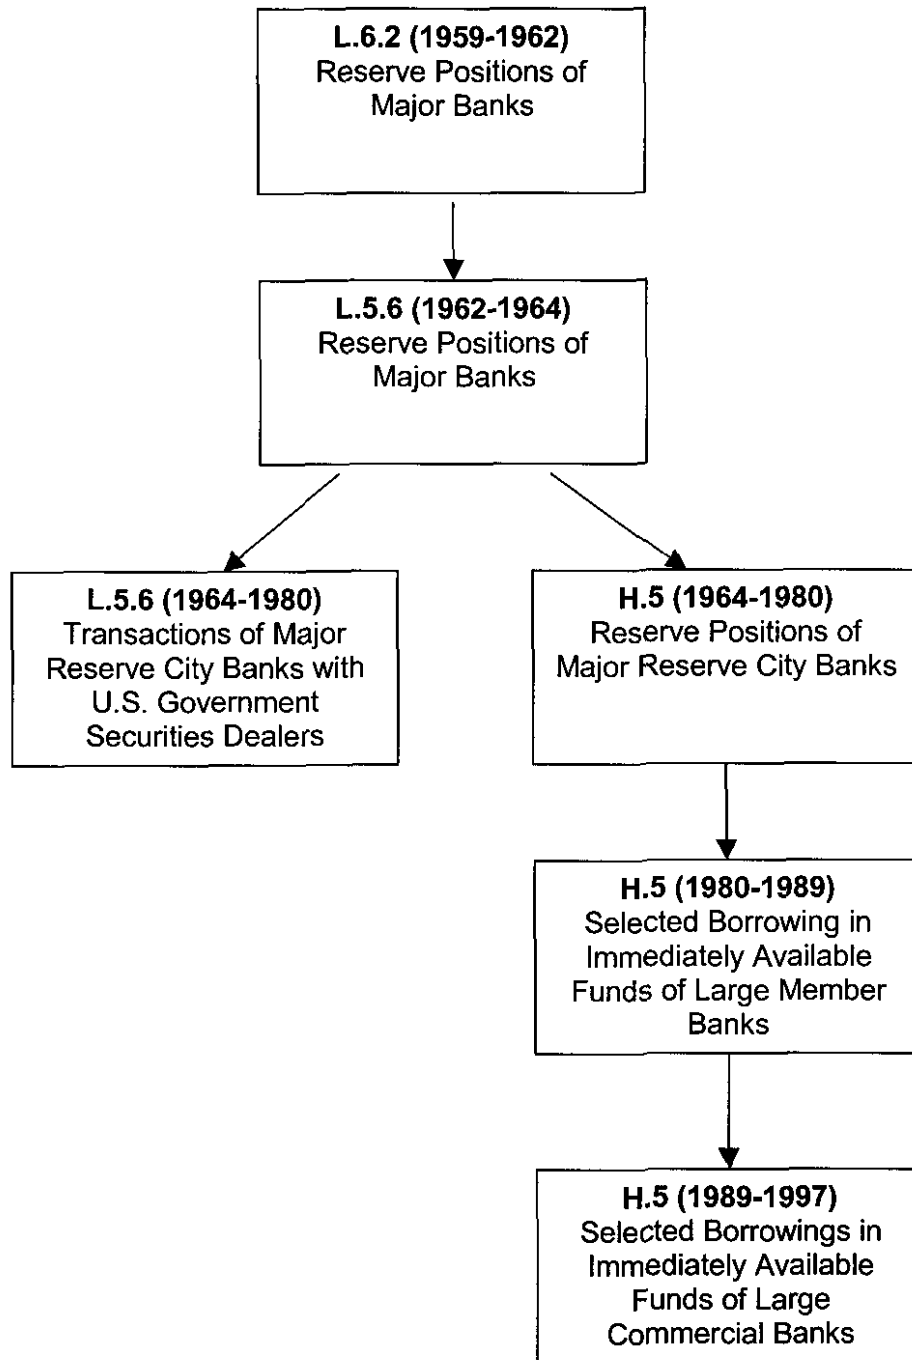 L.6.2 (1959-1962)
Reserve Positions of
Major Banks
L.5.6 (1962-1964)
Reserve Positions of
Major Banks
L.5.6 (1964-1980)
Transactions of Major
Reserve City Banks with
U.S. Government
Securities Dealers
H.5 (1964-1980)
Reserve Positions of
Major Reserve City Banks
H.5 (1980-1989)
Selected Borrowing in
Immediately Available
Funds of Large Member
Banks
H.5 (1989-1997)
Selected Borrowings in
Immediately Available
Funds of Large
Commercial Banks